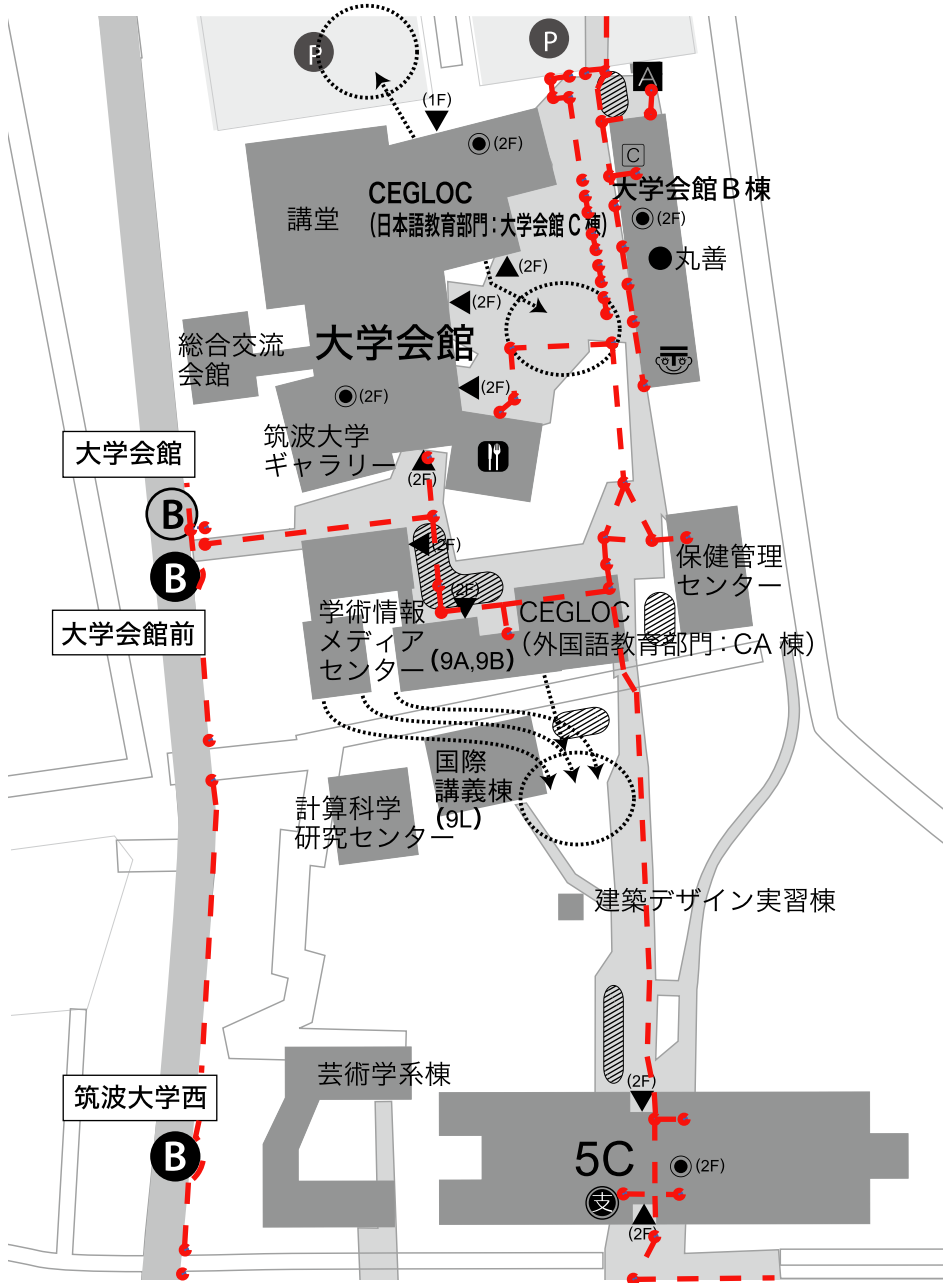 P
P
A
(1F)
(2F)
C
CEGLOC
(日本語教育部門：大学会館 C 棟)
講堂
大学会館B棟
(2F)
丸善
(2F)
(2F)
総合交流
会館
大学会館
(2F)
(2F)
筑波大学
ギャラリー
(2F)
大学会館
B
B
大学会館前
(2F)
(2F)
保健管理
センター
学術情報
メディア
センター
(9A,9B)
CEGLOC
（外国語教育部門：CA 棟）
国際
講義棟
(9L)
計算科学
研究センター
建築デザイン実習棟
芸術学系棟
筑波大学西
B
(2F)
5C
(2F)
支
(2F)